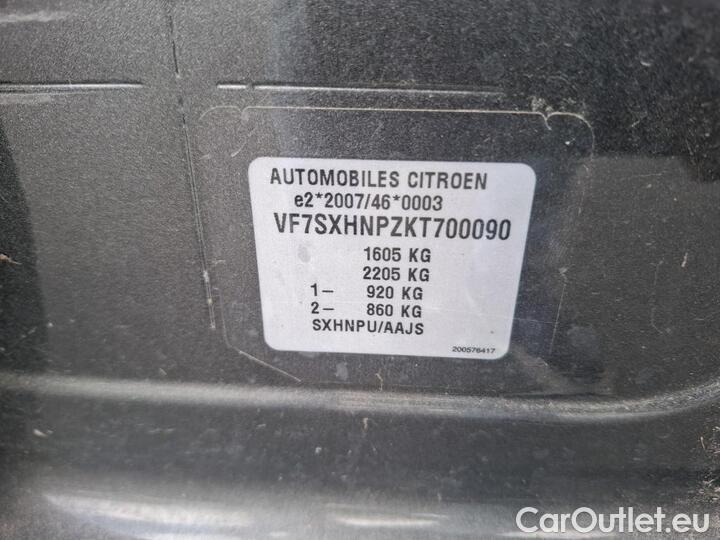 AUTOMOBILES CITROEN
e2*2007/46*0003
VF7SXHNPZKT700090
1605 KG
2205 KG
1– 920 KG
2– 860 KG
SXHNPU/AAJS
200576417
CarOutlet.eu